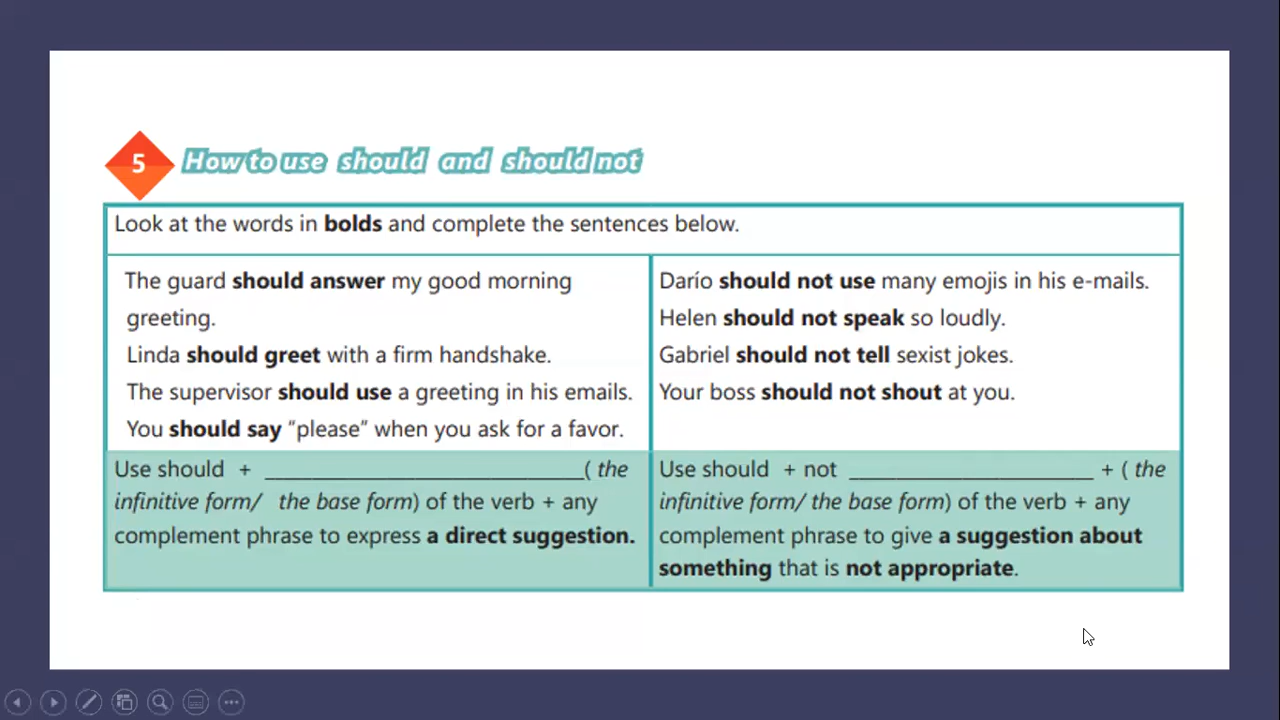 5
How to use should and should not
Look at the words in bolds and complete the sentences below.
The guard should answer my good morning
greeting.
Linda should greet with a firm handshake.
The supervisor should use a greeting in his emails.
You should say “please” when you ask for a favor.
Darío should not use many emojis in his e-mails.
Helen should not speak so loudly.
Gabriel should not tell sexist jokes.
Your boss should not shout at you.
Use should + ____________________________( the
infinitive form/ the base form) of the verb + any
complement phrase to express a direct suggestion.
Use should + not _____________________ + ( the
infinitive form/ the base form) of the verb + any
complement phrase to give a suggestion about
something that is not appropriate.